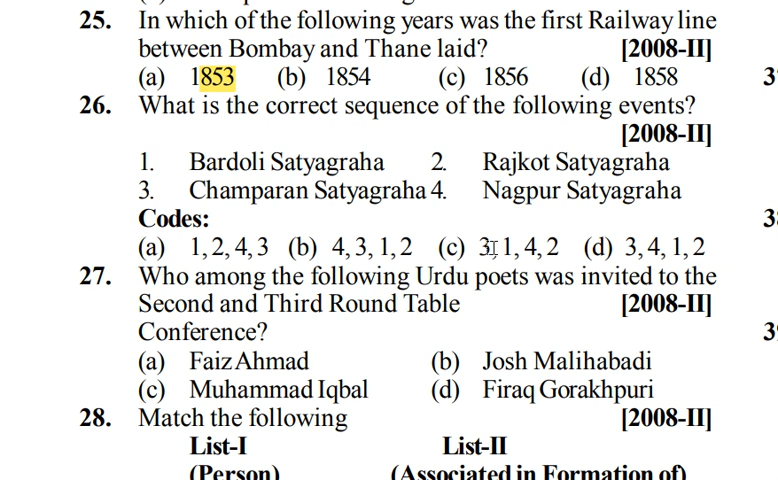 25. In which of the following years was the first Railway line
between Bombay and Thane laid? [2008-II]
(a) 1853 (b) 1854 (c) 1856 (d) 1858
26. What is the correct sequence of the following events?
[2008-II]
1. Bardoli Satyagraha 2. Rajkot Satyagraha
3. Champaran Satyagraha 4. Nagpur Satyagraha
Codes:
(a) 1, 2, 4, 3 (b) 4, 3, 1, 2 (c) 3, 1, 4, 2 (d) 3, 4, 1, 2
27. Who among the following Urdu poets was invited to the
Second and Third Round Table [2008-II]
Conference?
(a) Faiz Ahmad (b) Josh Malihabadi
(c) Muhammad Iqbal (d) Firaq Gorakhpuri
28. Match the following [2008-II]
List-I List-II
(Person) (Associated in Formation of)